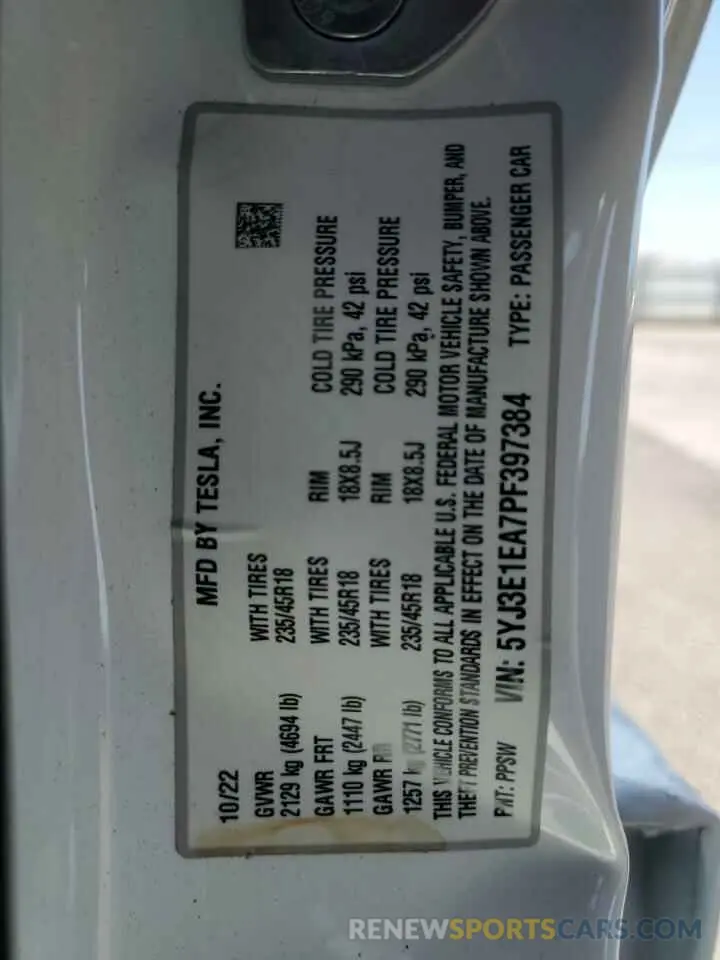 MFD BY TESLA, INC.
10/22
GVWR WITH TIRES
2129 kg (4694 lb) 235/45R18
GAWR FRT WITH TIRES RIM COLD TIRE PRESSURE
1110 kg (2447 lb) 235/45R18 18X8.5J 290 kPa, 42 psi
GAWR RR WITH TIRES RIM COLD TIRE PRESSURE
1257 kg (2771 lb) 235/45R18 18X8.5J 290 kPa, 42 psi
THIS VEHICLE CONFORMS TO ALL APPLICABLE U.S. FEDERAL MOTOR VEHICLE SAFETY, BUMPER, AND
THEFT PREVENTION STANDARDS IN EFFECT ON THE DATE OF MANUFACTURE SHOWN ABOVE.
PNT: PPSW VIN: 5YJ3E1EA7PF397384 TYPE: PASSENGER CAR
RENEWSPORTSCARS.COM